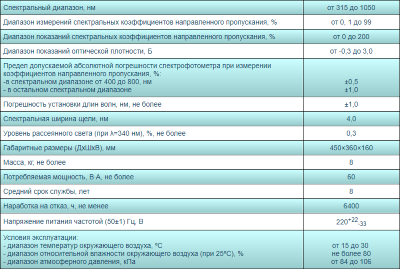 Спектральный диапазон, нм от 315 до 1050
Диапазон измерений спектральных коэффициентов направленного пропускания, % от 0, 1 до 99
Диапазон показаний спектральных коэффициентов направленного пропускания, % от 0 до 200
Диапазон показаний оптической плотности, Б от -0,3 до 3,0
Предел допускаемой абсолютной погрешности спектрофотометра при измерении
коэффициентов направленного пропускания, %:
-в спектральном диапазоне от 400 до 800, нм ±0,5
- в остальном спектральном диапазоне ±1,0
Погрешность установки длин волн, нм, не более ±1,0
Спектральная ширина щели, нм 4,0
Уровень рассеянного света (при λ=340 нм), %, не более 0,3
Габаритные размеры (ДхШхВ), мм 450×360×160
Масса, кг, не более 8
Потребляемая мощность, В·А, не более 60
Средний срок службы, лет 8
Наработка на отказ, ч, не менее 6400
Напряжение питания частотой (50±1) Гц, В 220+22-33
Условия эксплуатации:
- диапазон температур окружающего воздуха, ºС от 15 до 30
- диапазон относительной влажности окружающего воздуха (при 25ºС), % не более 80
- диапазон атмосферного давления, кПа от 84 до 106